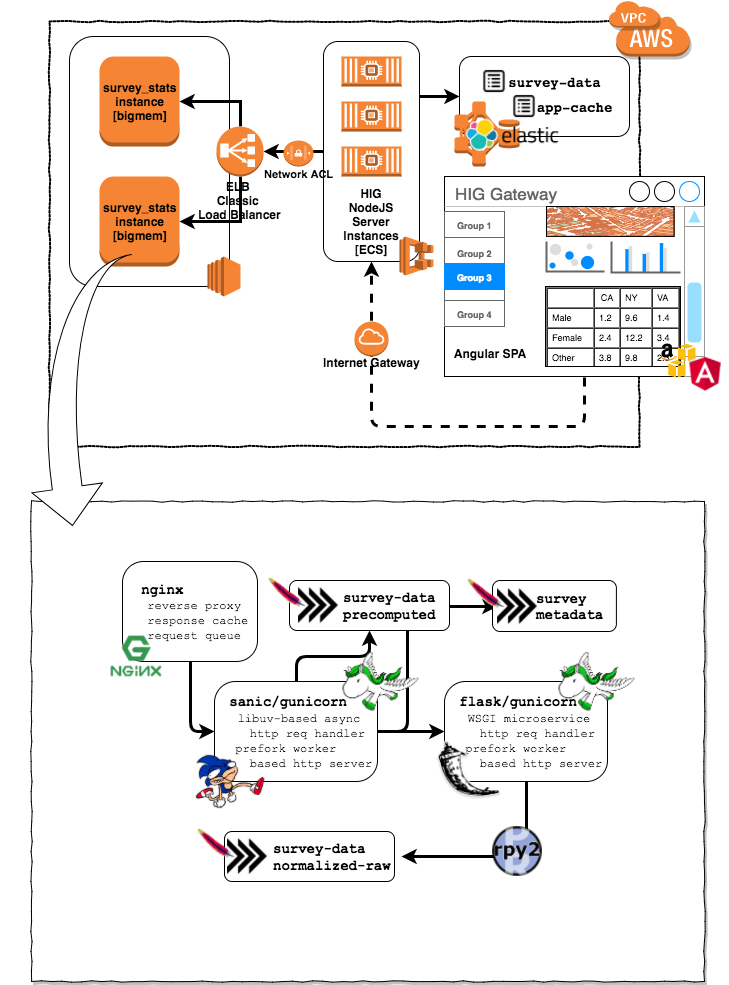 VPC
AWS
survey_stats
instance
[bigmem]
survey_stats
instance
[bigmem]
ELB
Classic
Load Balancer
Network ACL
HIG
NodeJS
Server
Instances
[ECS]
survey-data
app-cache
elastic
HIG Gateway
Group 1
Group 2
Group 3
Group 4
Angular SPA
CA NY VA
Male 1.2 9.6 1.4
Female 2.4 12.2 3.4
Other 3.8 9.8
a
A
Internet Gateway
nginx
reverse proxy
response cache
request queue
G
NGINX
survey-data
precomputed
survey
metadata
sanic/gunicorn
libuv-based async
http req handler
prefork worker
based http server
flask/gunicorn
WSGI microservice
http req handler
prefork worker
based http server
survey-data
normalized-raw
rpy2